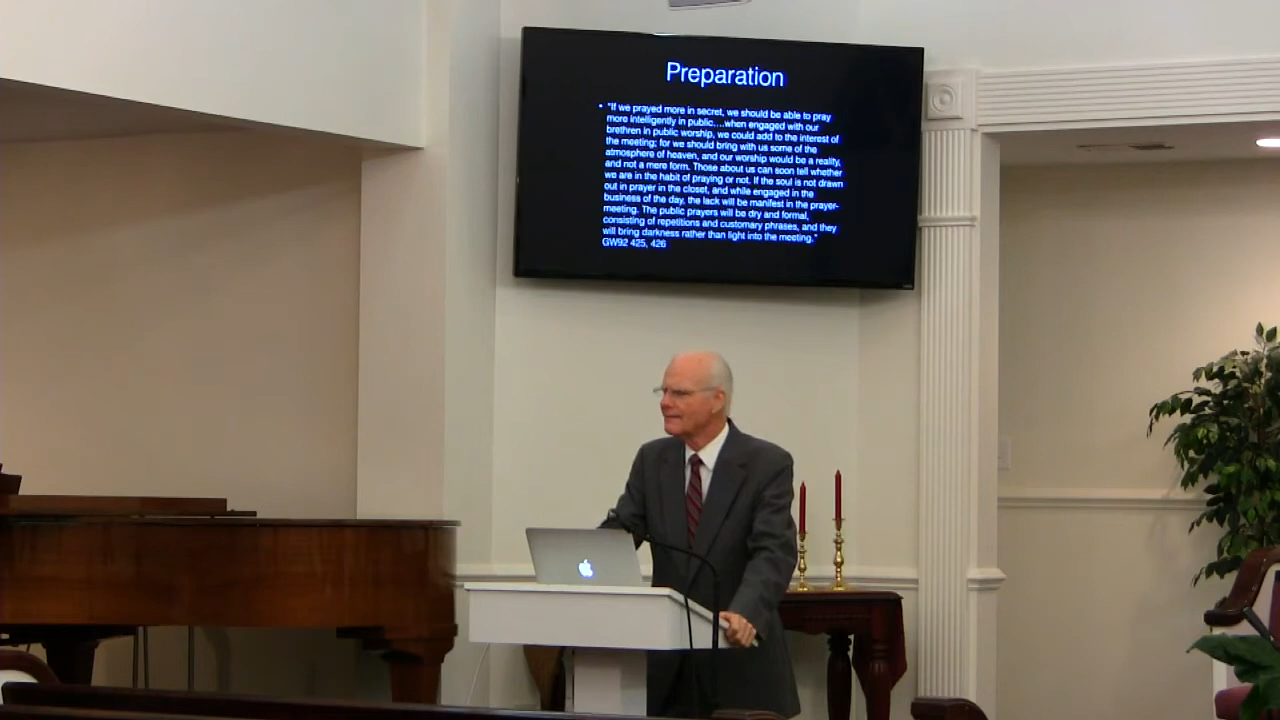 Preparation
• "If we prayed more in secret, we should be able to pray
more intelligently in public....when engaged with our
brethren in public worship, we could add to the interest of
the meeting; for we should bring with us some of the
atmosphere of heaven, and our worship would be a reality,
and not a mere form. Those about us can soon tell whether
we are in the habit of praying or not. If the soul is not drawn
out in prayer in the closet, and while engaged in the
business of the day, the lack will be manifest in the prayer-
meeting. The public prayers will be dry and formal,
consisting of repetitions and customary phrases, and they
will bring darkness rather than light into the meeting."
GW92 425, 426